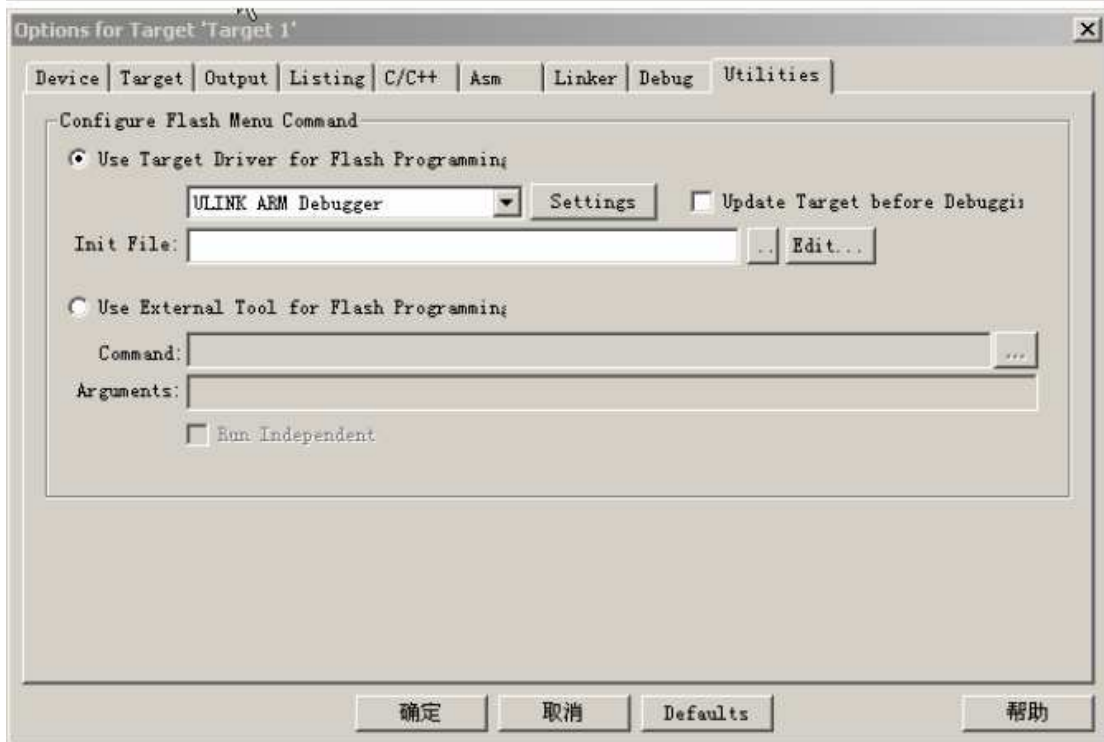 Options for Target 'Target 1'
Device Target Output Listing C/C++ Asm Linker Debug Utilities
Configure Flash Menu Command
Use Target Driver for Flash Programming
ULINK ARM Debugger Settings Update Target before Debuggi
Init File: .. Edit...
Use External Tool for Flash Programming
Command: ...
Arguments:
Run Independent
确定 取消 Defaults 帮助